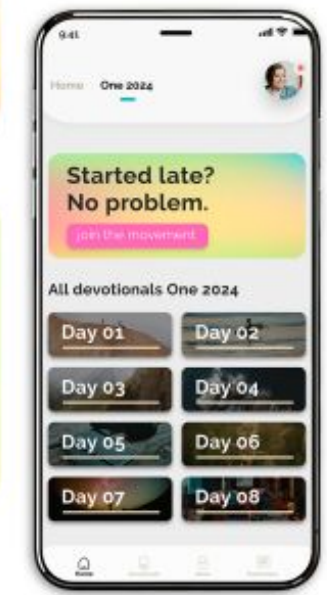 9:41
Home One 2024
Started late?
No problem.
join the movement
All devotionals One 2024
Day 01 Day 02
Day 03 Day 04
Day 05 Day 06
Day 07 Day 08
Home